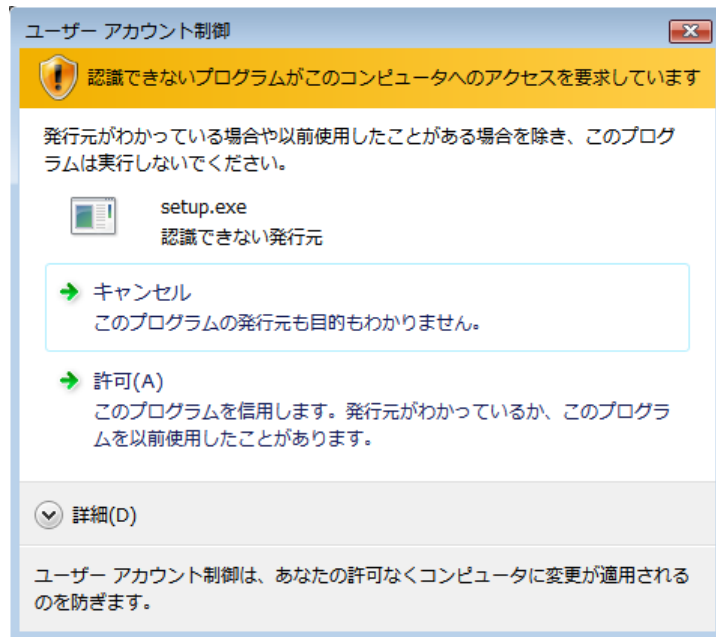 ユーザー アカウント制御
認識できないプログラムがこのコンピュータへのアクセスを要求しています
発行元がわかっている場合や以前使用したことがある場合を除き、このプログ
ラムは実行しないでください。
setup.exe
認識できない発行元
キャンセル
このプログラムの発行元も目的もわかりません。
許可(A)
このプログラムを信用します。発行元がわかっているか、このプログラ
ムを以前使用したことがあります。
詳細(D)
ユーザー アカウント制御は、あなたの許可なくコンピュータに変更が適用される
のを防ぎます。